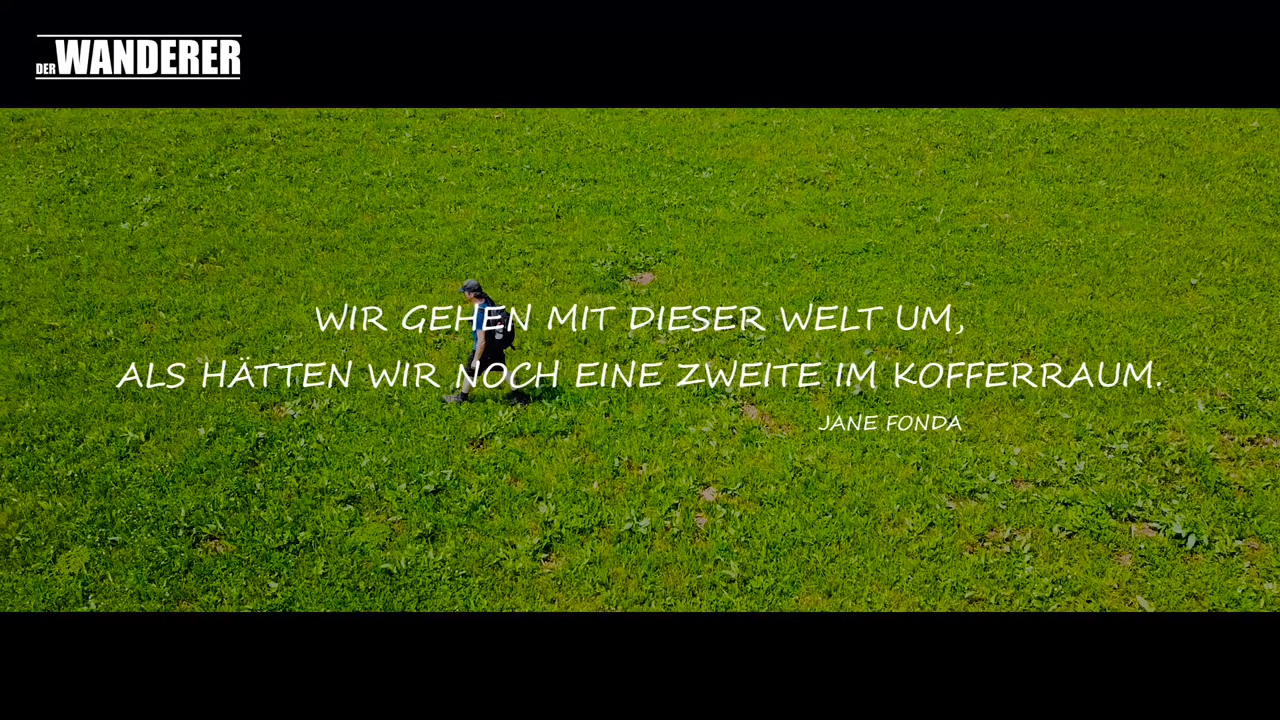 DER WANDERER
WIR GEHEN MIT DIESER WELT UM,
ALS HÄTTEN WIR NOCH EINE ZWEITE IM KOFFERRAUM.
JANE FONDA